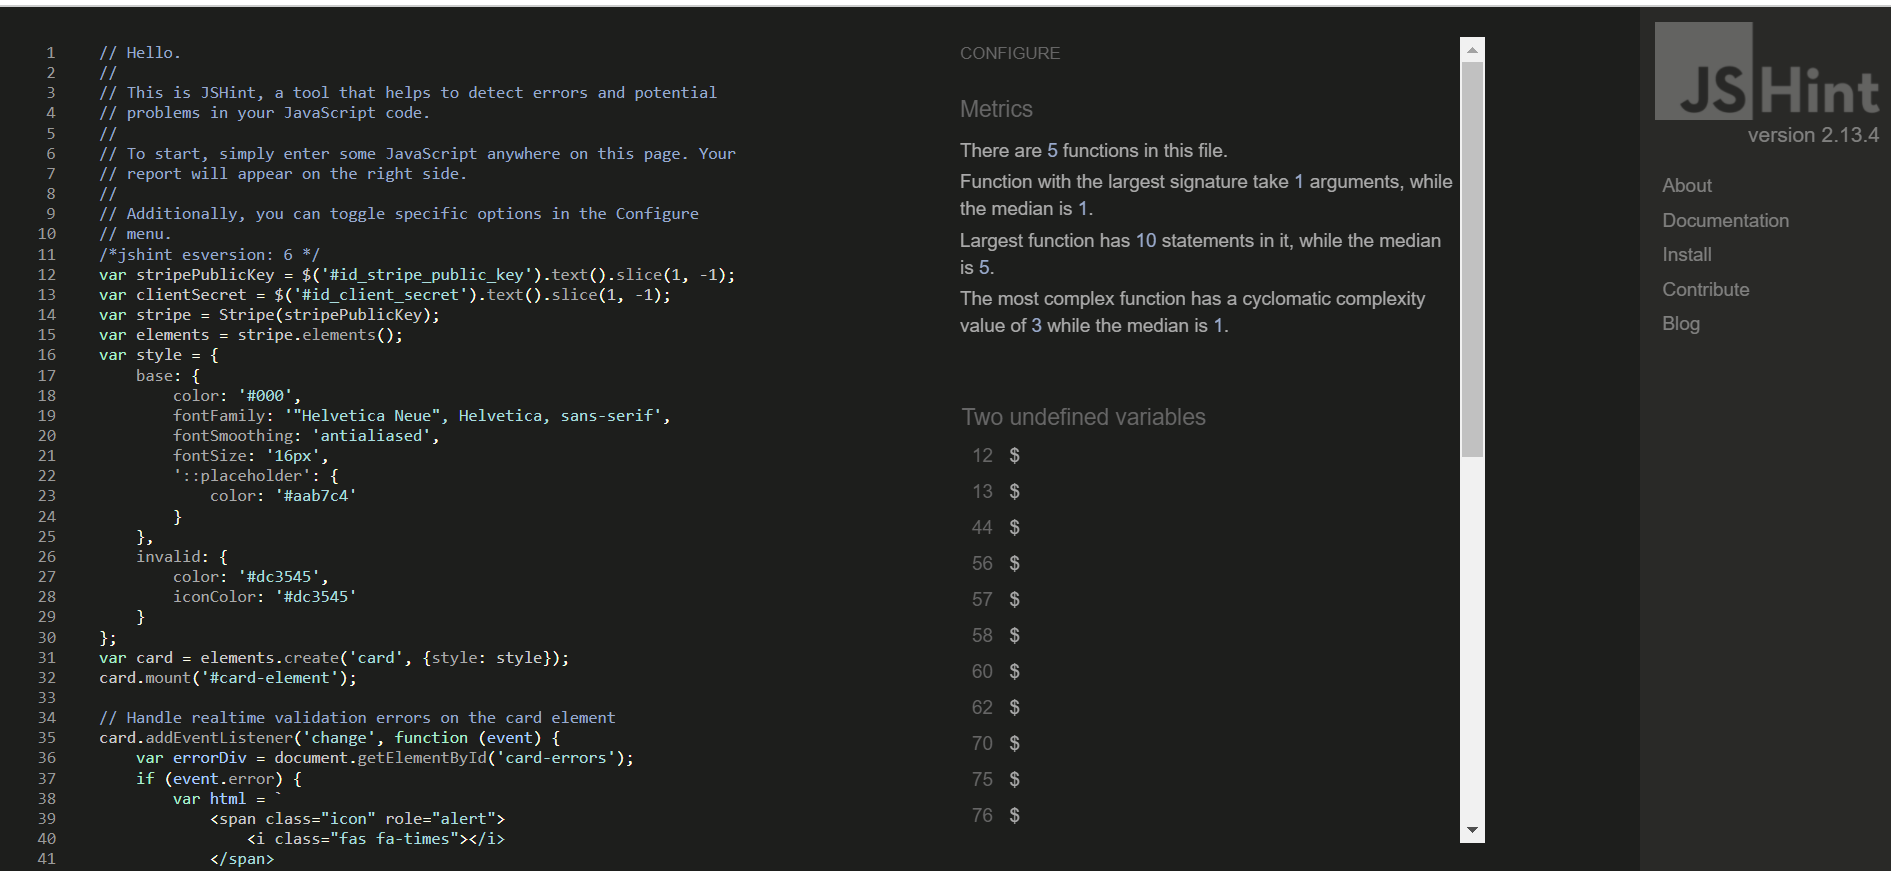 1 // Hello.
2 //
3 // This is JSHint, a tool that helps to detect errors and potential
4 // problems in your JavaScript code.
5 //
6 // To start, simply enter some JavaScript anywhere on this page. Your
7 // report will appear on the right side.
8 //
9 // Additionally, you can toggle specific options in the Configure
10 // menu.
11 /*jshint esversion: 6 */
12 var stripePublicKey = $('#id_stripe_public_key').text().slice(1, -1);
13 var clientSecret = $('#id_client_secret').text().slice(1, -1);
14 var stripe = Stripe(stripePublicKey);
15 var elements = stripe.elements();
16 var style = {
17 base: {
18 color: '#000',
19 fontFamily: '"Helvetica Neue", Helvetica, sans-serif',
20 fontSmoothing: 'antialiased',
21 fontSize: '16px',
22 '::placeholder': {
23 color: '#aab7c4'
24 }
25 },
26 invalid: {
27 color: '#dc3545',
28 iconColor: '#dc3545'
29 }
30 };
31 var card = elements.create('card', {style: style});
32 card.mount('#card-element');
33
34 // Handle realtime validation errors on the card element
35 card.addEventListener('change', function (event) {
36 var errorDiv = document.getElementById('card-errors');
37 if (event.error) {
38 var html = `
39 <span class="icon" role="alert">
40 <i class="fas fa-times"></i>
41 </span>
CONFIGURE
Metrics
There are 5 functions in this file.
Function with the largest signature take 1 arguments, while
the median is 1.
Largest function has 10 statements in it, while the median
is 5.
The most complex function has a cyclomatic complexity
value of 3 while the median is 1.
Two undefined variables
12 $
13 $
44 $
56 $
57 $
58 $
60 $
62 $
70 $
75 $
76 $
JSHint
version 2.13.4
About
Documentation
Install
Contribute
Blog